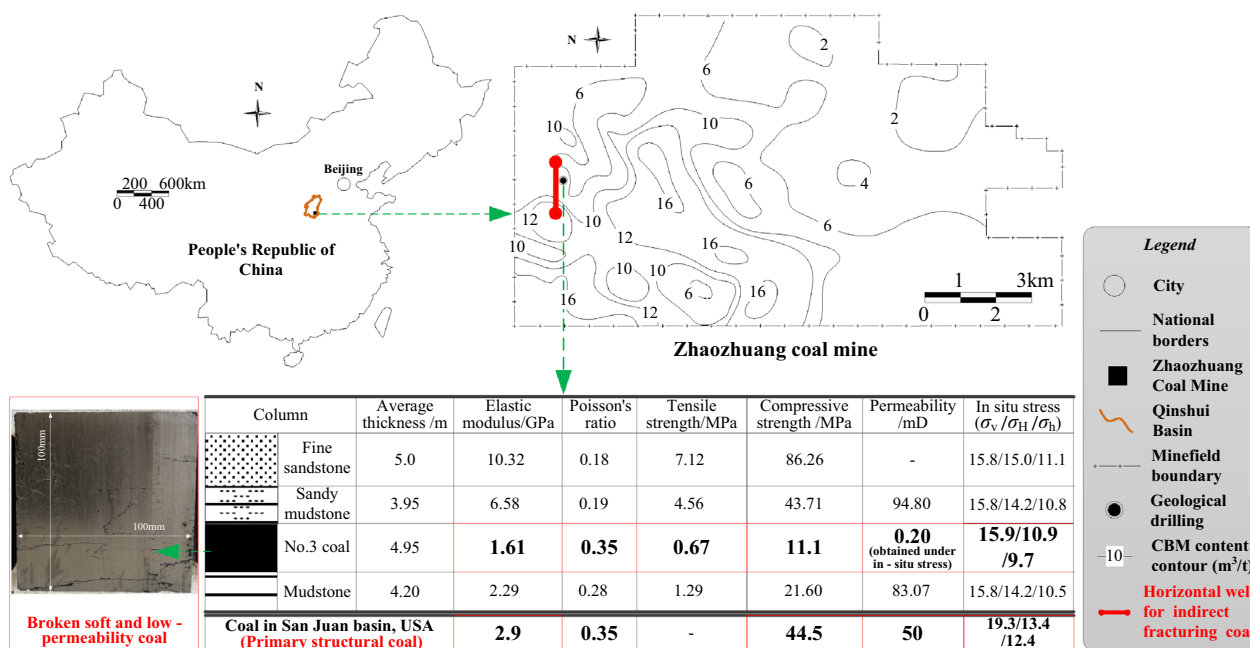 N
Beijing
200 600km
0 400
People's Republic of
China
N
2
6
6
2
10
10
6
4
16
12
10
6
12
16
10
10
10
6
16
16
12
1 3km
0 2
Zhaozhuang coal mine
Legend
City
National
borders
Zhaozhuang
Coal Mine
Qinshui
Basin
Minefield
boundary
Geological
drilling
10 CBM content
contour (m³/t)
Horizontal well
for indirect
fracturing coal
100mm
100mm
Broken soft and low -
permeability coal
Column Average thickness /m Elastic modulus/GPa Poisson's ratio Tensile strength/MPa Compressive strength /MPa Permeability /mD In situ stress (σv /σH /σh)
Fine sandstone 5.0 10.32 0.18 7.12 86.26 - 15.8/15.0/11.1
Sandy mudstone 3.95 6.58 0.19 4.56 43.71 94.80 15.8/14.2/10.8
No.3 coal 4.95 1.61 0.35 0.67 11.1 0.20 (obtained under in - situ stress) 15.9/10.9 /9.7
Mudstone 4.20 2.29 0.28 1.29 21.60 83.07 15.8/14.2/10.5
Coal in San Juan basin, USA (Primary structural coal) 2.9 0.35 - 44.5 50 19.3/13.4 /12.4